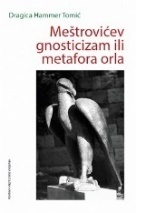 Dragica Hammer Tomić
Meštrovićev
gnosticizam ili
metafora orla